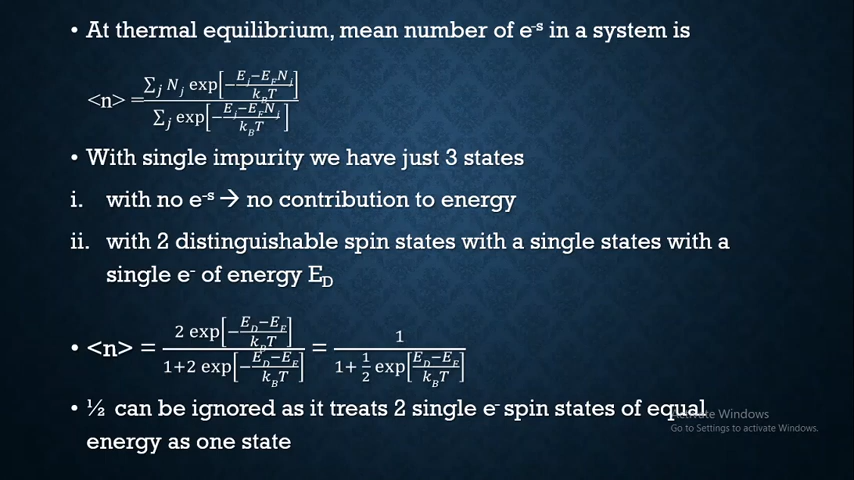 • At thermal equilibrium, mean number of e⁻ˢ in a system is
<n> = ∑ⱼ Nⱼ exp[−(Eⱼ−E_F Nⱼ)/(k_B T)] / ∑ⱼ exp[−(Eⱼ−E_F Nⱼ)/(k_B T)]
• With single impurity we have just 3 states
i. with no e⁻ˢ → no contribution to energy
ii. with 2 distinguishable spin states with a single states with a
single e⁻ of energy E_D
• <n> = 2 exp[−(E_D−E_F)/(k_B T)] / 1+2 exp[−(E_D−E_F)/(k_B T)] = 1 / 1+ ½ exp[(E_D−E_F)/(k_B T)]
• ½ can be ignored as it treats 2 single e⁻ spin states of equal
energy as one state
Activate Windows
Go to Settings to activate Windows.